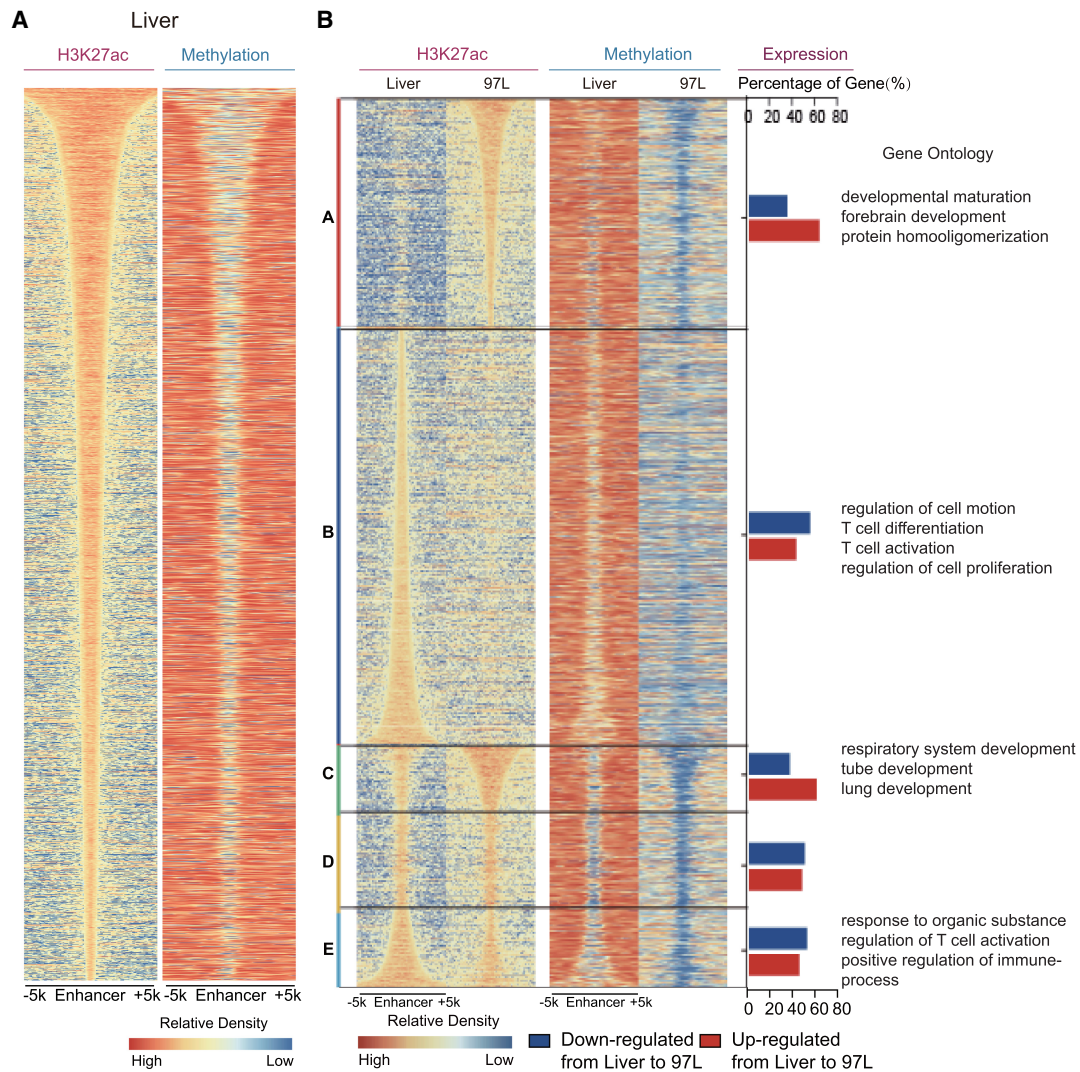 A
Liver
H3K27ac
Methylation
-5k Enhancer +5k
-5k Enhancer +5k
Relative Density
High
Low
B
H3K27ac
Methylation
Expression
Liver
97L
Liver
97L
Percentage of Gene(%)
0 20 40 60 80
Gene Ontology
A
developmental maturation
forebrain development
protein homooligomerization
B
regulation of cell motion
T cell differentiation
T cell activation
regulation of cell proliferation
C
respiratory system development
tube development
lung development
D
E
response to organic substance
regulation of T cell activation
positive regulation of immune-
process
-5k Enhancer +5k
-5k Enhancer +5k
0 20 40 60 80
Relative Density
High
Low
Down-regulated
from Liver to 97L
Up-regulated
from Liver to 97L